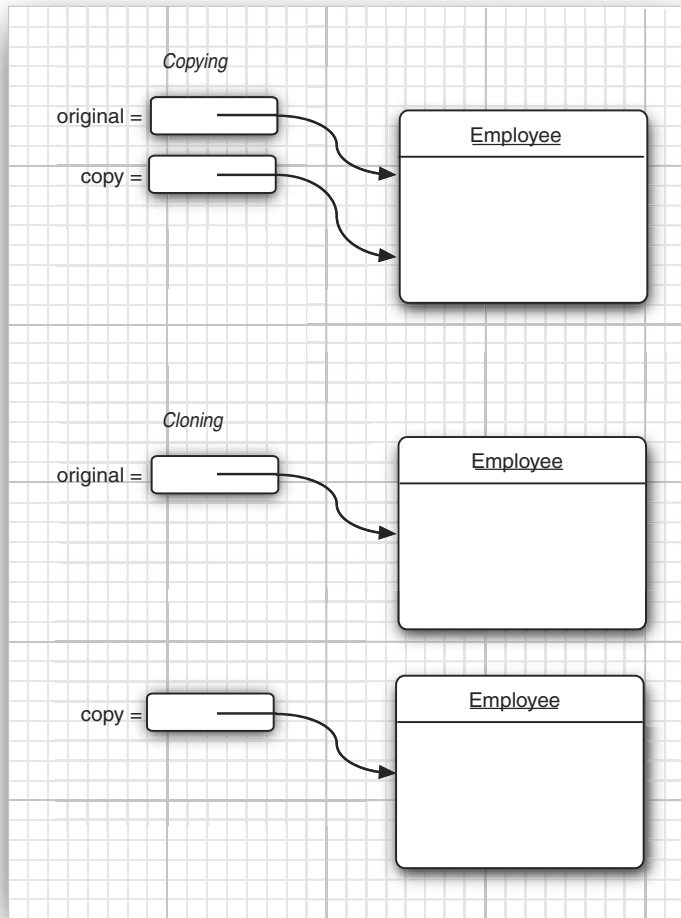 Copying
original =
Employee
copy =
Cloning
original =
Employee
copy =
Employee